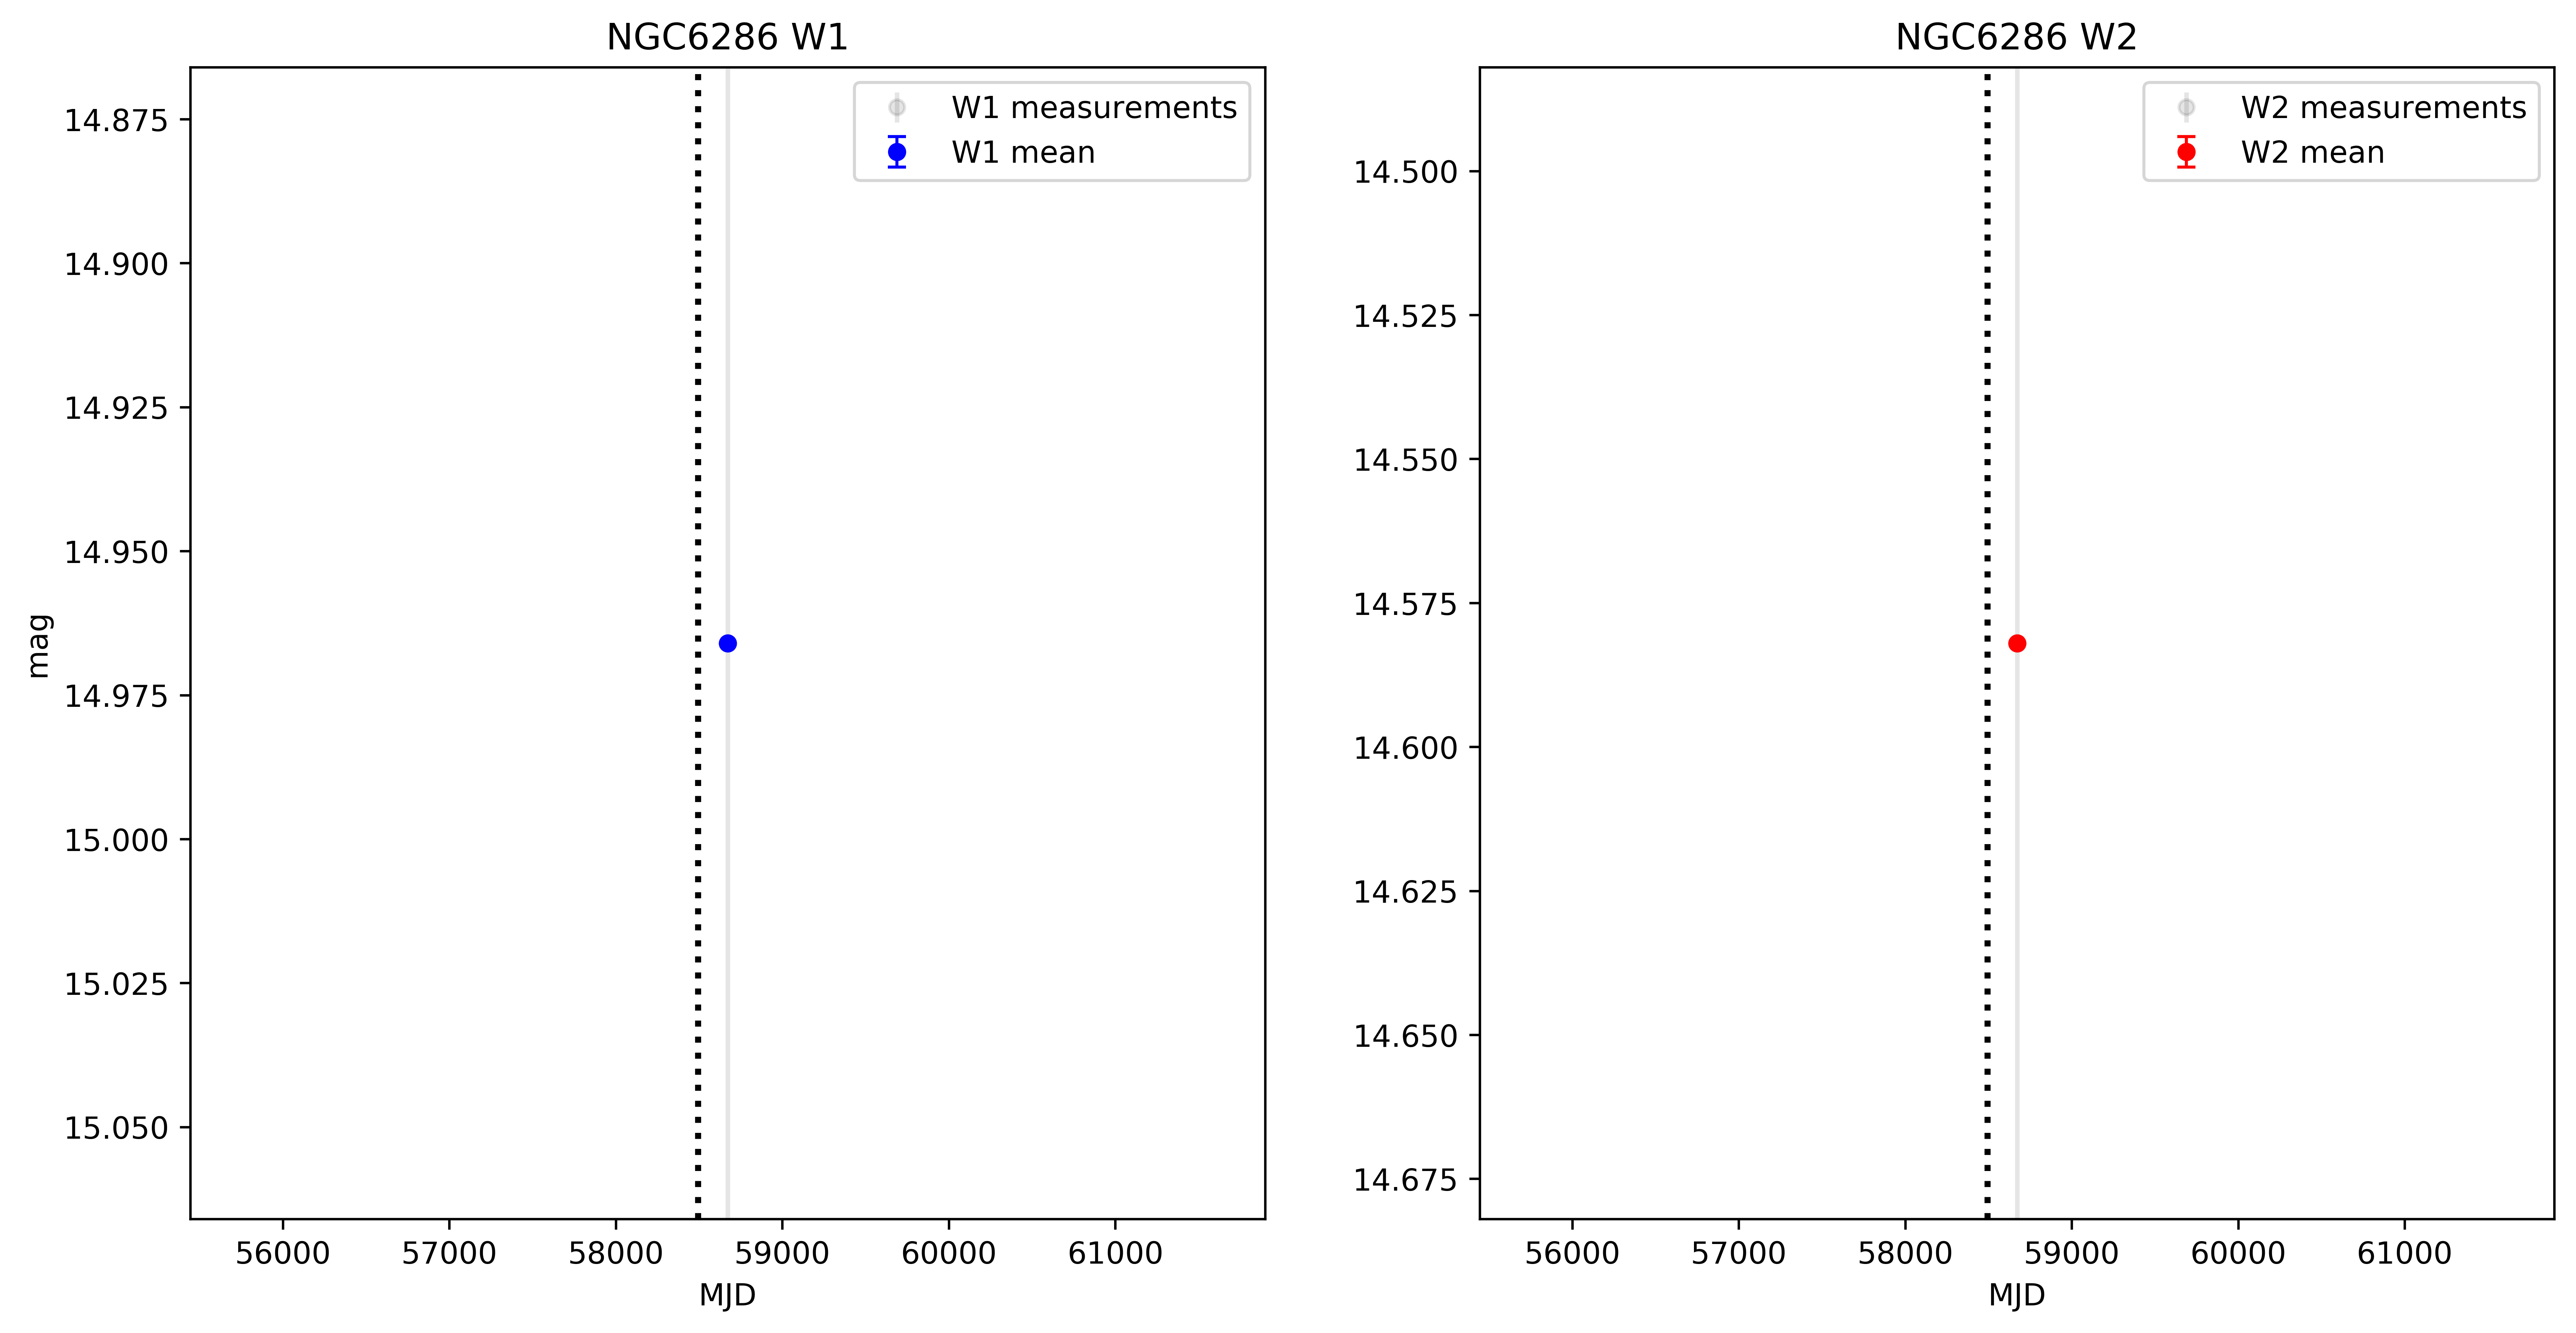 NGC6286 W1
W1 measurements
W1 mean
14.875
14.900
14.925
14.950
14.975
15.000
15.025
15.050
mag
56000 57000 58000 59000 60000 61000
MJD
NGC6286 W2
W2 measurements
W2 mean
14.500
14.525
14.550
14.575
14.600
14.625
14.650
14.675
56000 57000 58000 59000 60000 61000
MJD